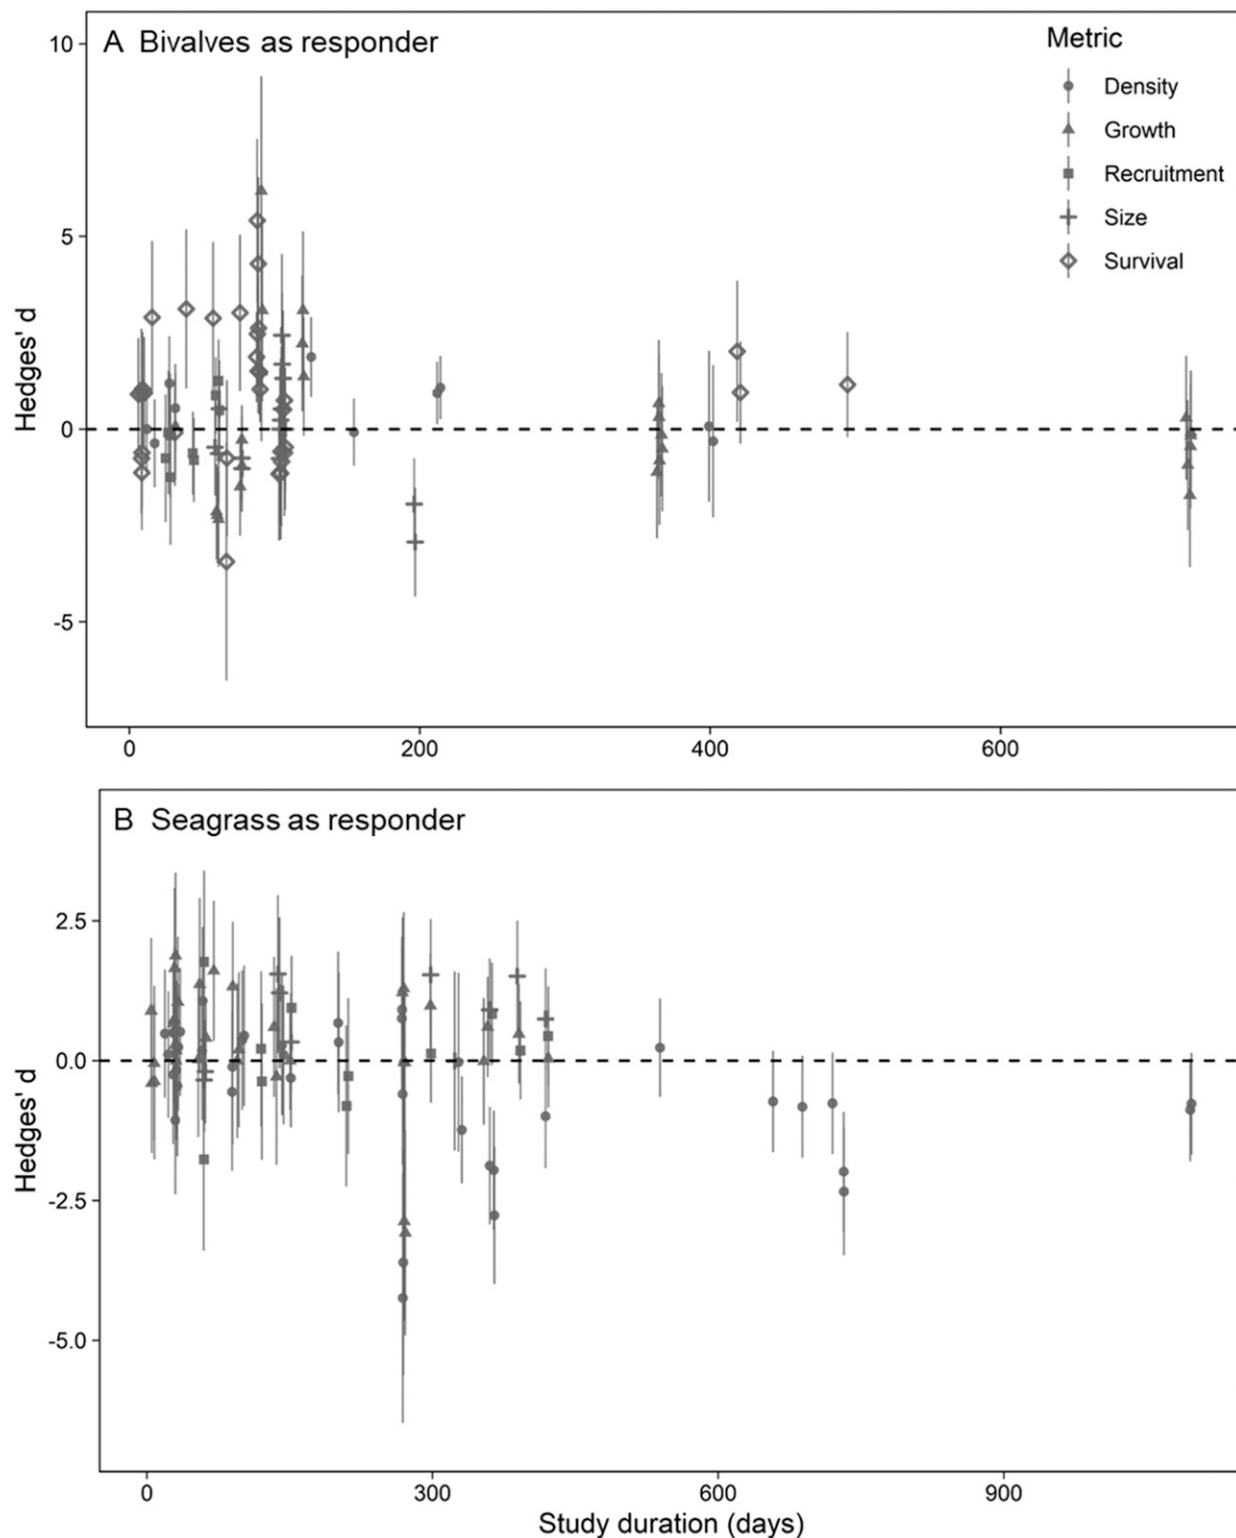 A Bivalves as responder
Metric
Density
Growth
Recruitment
Size
Survival
Hedges' d
10
5
0
-5
0
200
400
600
B Seagrass as responder
Hedges' d
2.5
0.0
-2.5
-5.0
0
300
600
900
Study duration (days)